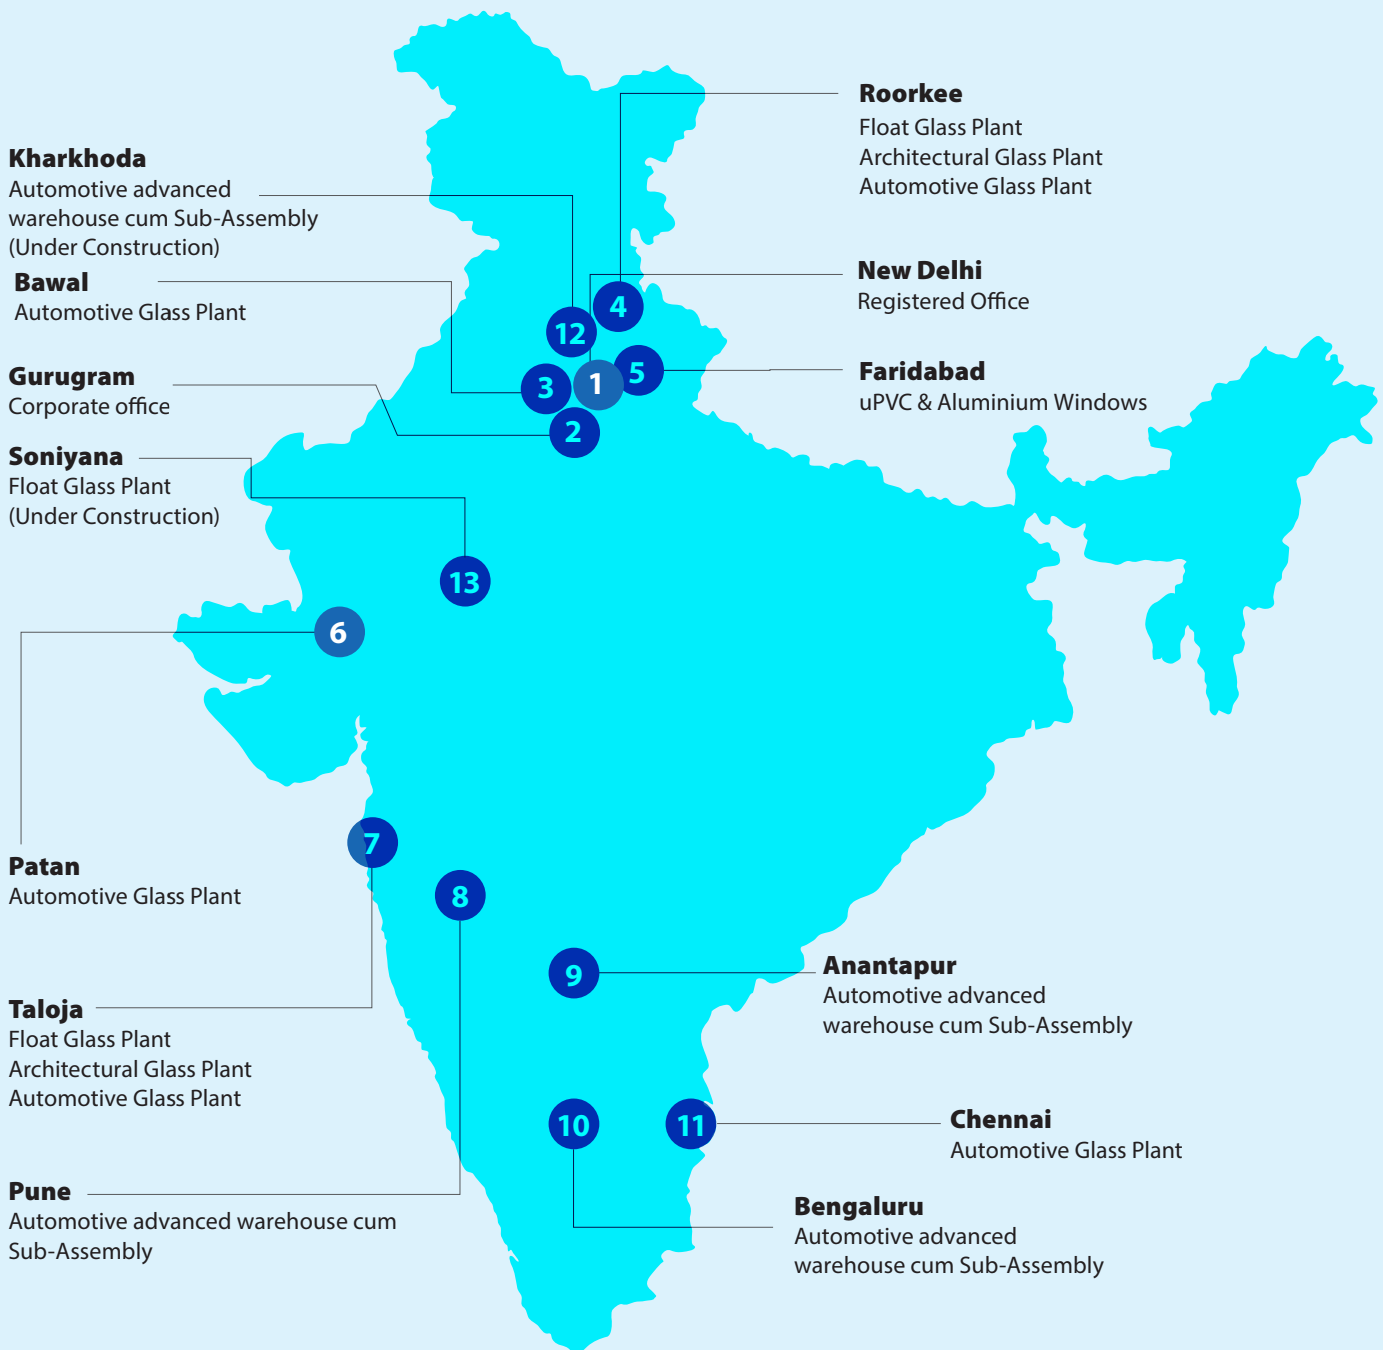 Roorkee
Float Glass Plant
Architectural Glass Plant
Automotive Glass Plant
Kharkhoda
Automotive advanced
warehouse cum Sub-Assembly
(Under Construction)
Bawal
Automotive Glass Plant
New Delhi
Registered Office
Gurugram
Corporate office
Faridabad
uPVC & Aluminium Windows
Soniyana
Float Glass Plant
(Under Construction)
4
12
5
1
3
2
13
6
7
8
9
10
11
Patan
Automotive Glass Plant
Taloja
Float Glass Plant
Architectural Glass Plant
Automotive Glass Plant
Pune
Automotive advanced warehouse cum
Sub-Assembly
Anantapur
Automotive advanced
warehouse cum Sub-Assembly
Chennai
Automotive Glass Plant
Bengaluru
Automotive advanced
warehouse cum Sub-Assembly